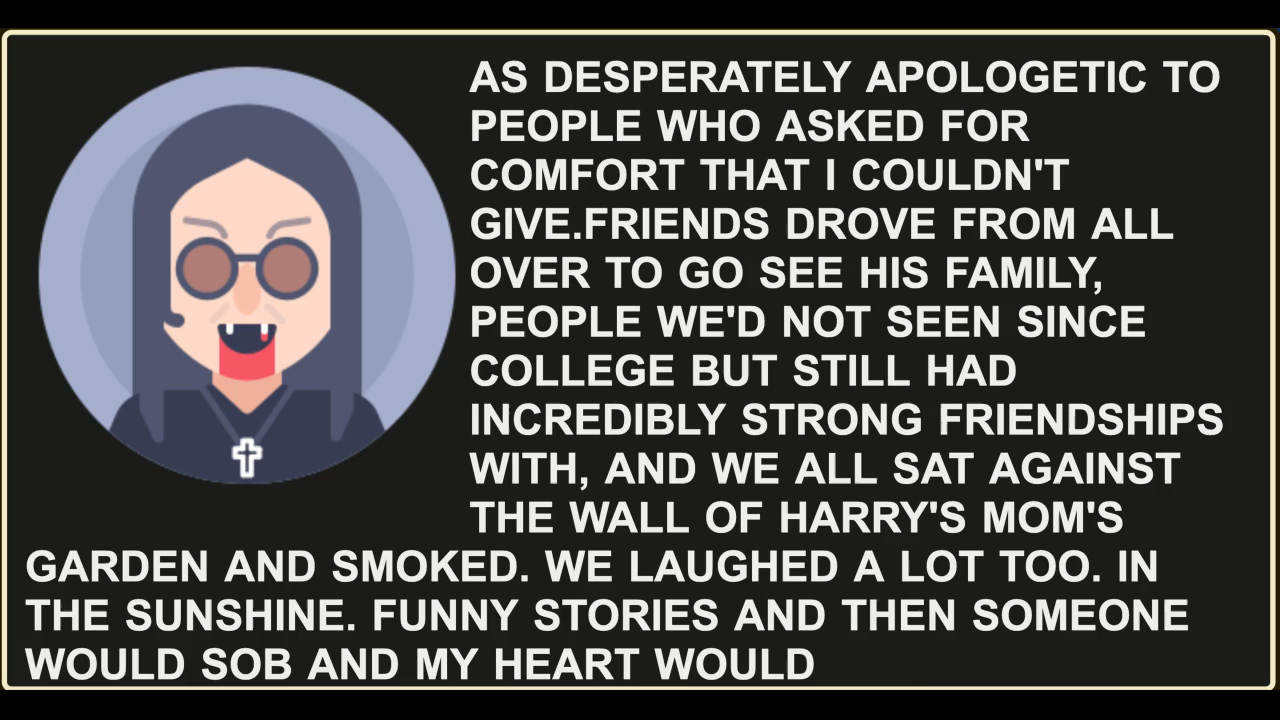 AS DESPERATELY APOLOGETIC TO
PEOPLE WHO ASKED FOR
COMFORT THAT I COULDN'T
GIVE.FRIENDS DROVE FROM ALL
OVER TO GO SEE HIS FAMILY,
PEOPLE WE'D NOT SEEN SINCE
COLLEGE BUT STILL HAD
INCREDIBLY STRONG FRIENDSHIPS
WITH, AND WE ALL SAT AGAINST
THE WALL OF HARRY'S MOM'S
GARDEN AND SMOKED. WE LAUGHED A LOT TOO. IN
THE SUNSHINE. FUNNY STORIES AND THEN SOMEONE
WOULD SOB AND MY HEART WOULD